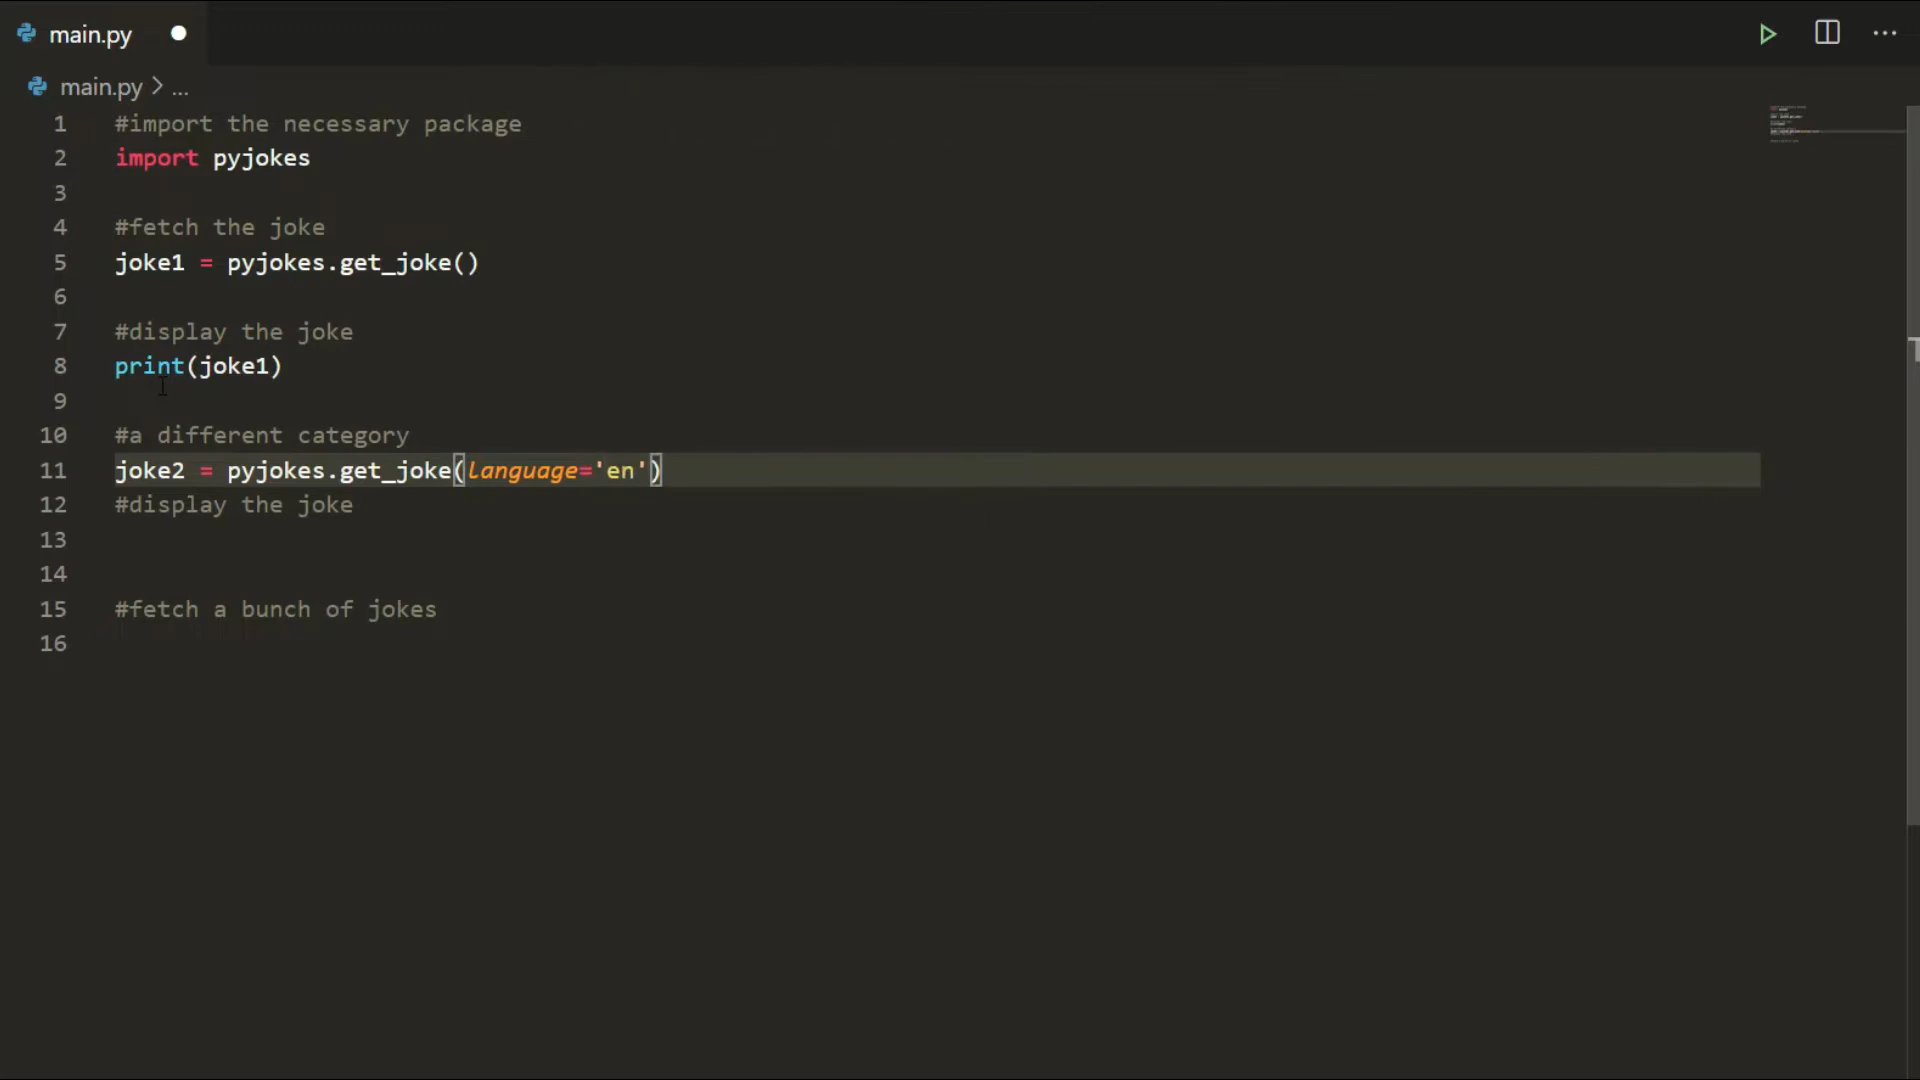 main.py
main.py > ...
1 #import the necessary package
2 import pyjokes
3
4 #fetch the joke
5 joke1 = pyjokes.get_joke()
6
7 #display the joke
8 print(joke1)
9
10 #a different category
11 joke2 = pyjokes.get_joke(language='en')
12 #display the joke
13
14
15 #fetch a bunch of jokes
16